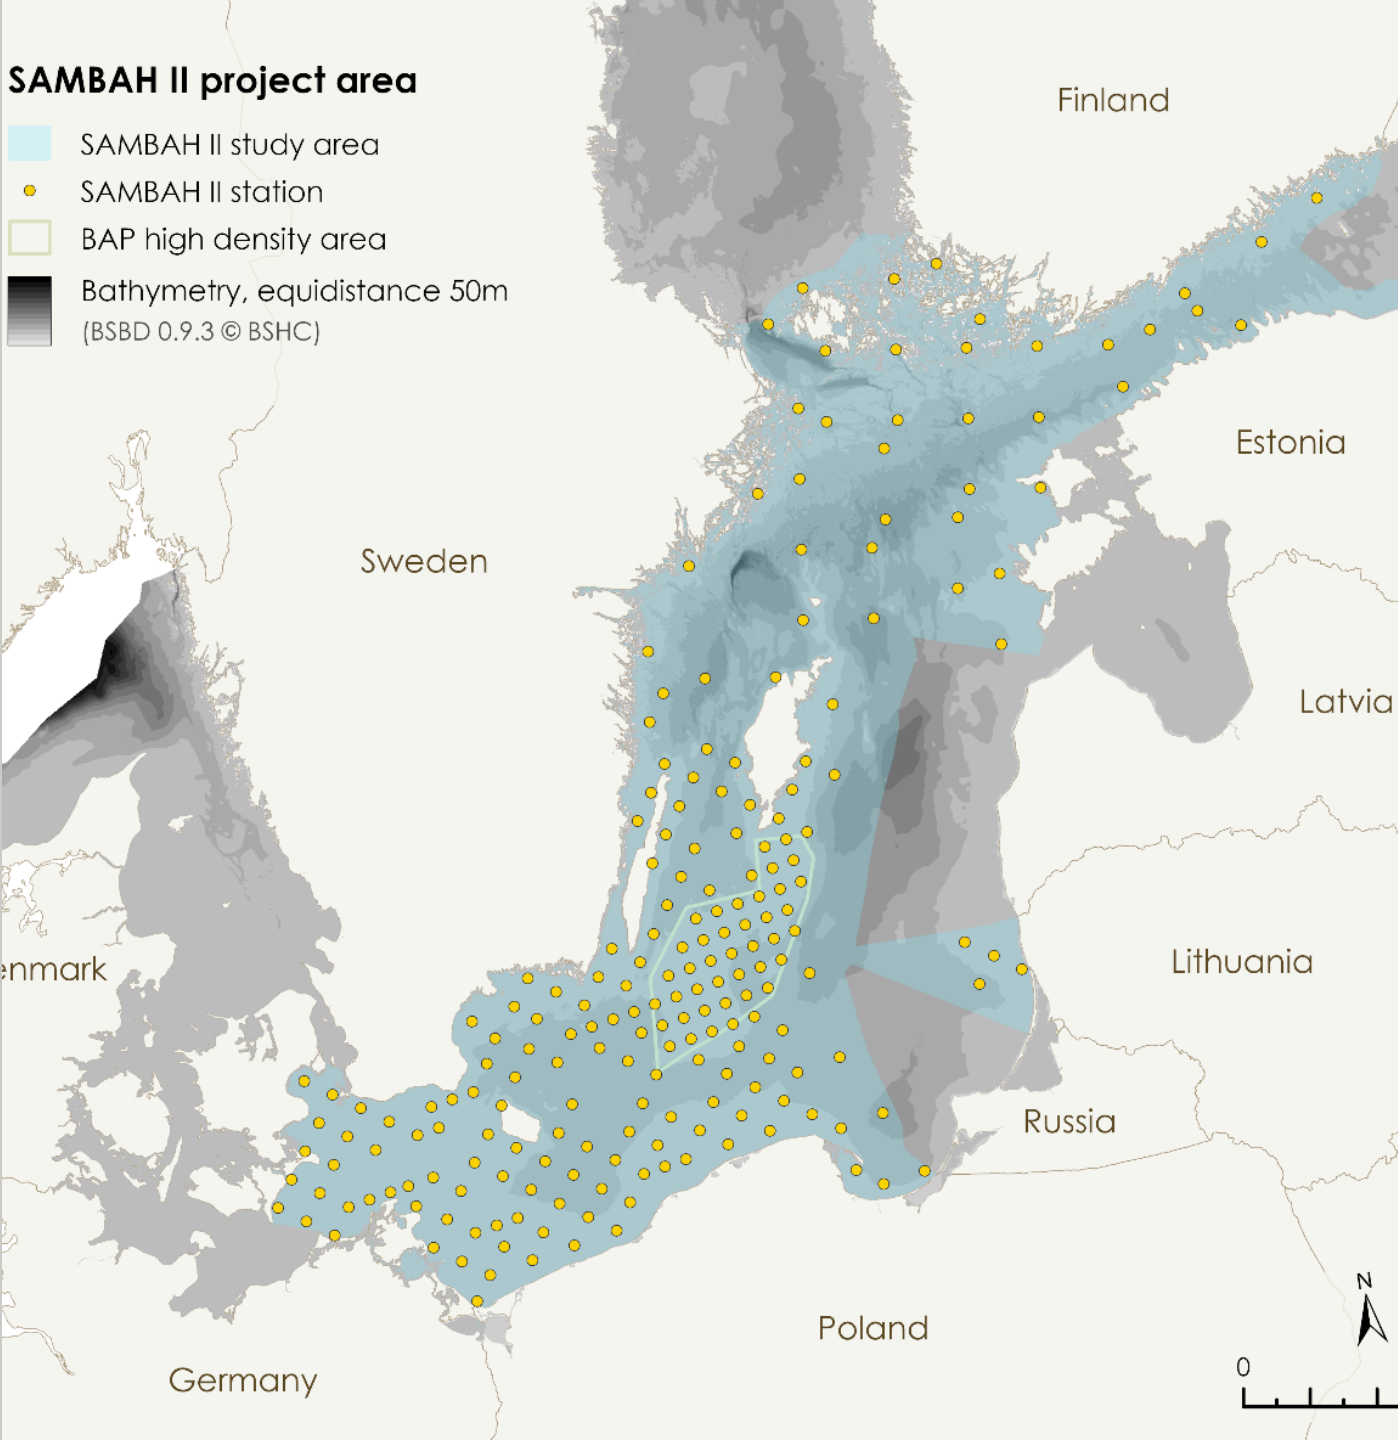 SAMBAH II project area
SAMBAH II study area
SAMBAH II station
BAP high density area
Bathymetry, equidistance 50m
(BSBD 0.9.3 © BSHC)
Finland
Estonia
Sweden
Latvia
enmark
Lithuania
Russia
Poland
Germany
N
0